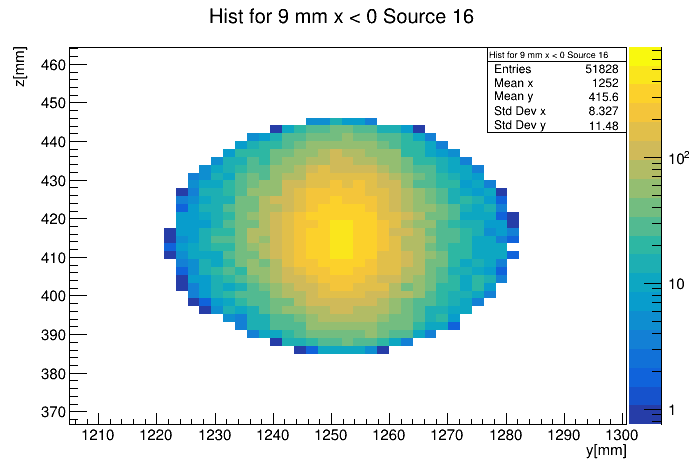 Hist for 9 mm x < 0 Source 16
z[mm]
460
450
440
430
420
410
400
390
380
370
1210 1220 1230 1240 1250 1260 1270 1280 1290 1300
y[mm]
Hist for 9 mm x < 0 Source 16
Entries 51828
Mean x 1252
Mean y 415.6
Std Dev x 8.327
Std Dev y 11.48
10²
10
1